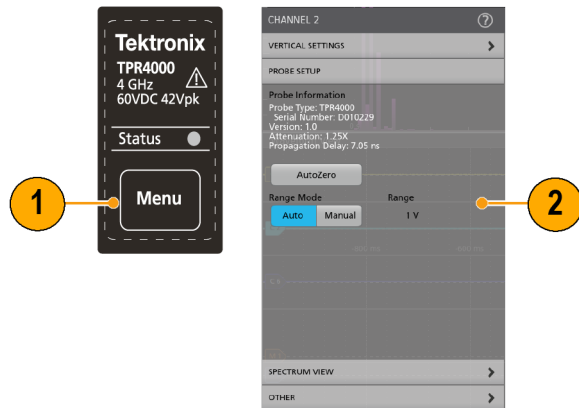 Tektronix
TPR4000
4 GHz
60VDC 42Vpk
Status
Menu
1
CHANNEL 2
?
VERTICAL SETTINGS
PROBE SETUP
Probe Information
Probe Type: TPR4000
Serial Number: D010229
Version: 1.0
Attenuation: 1.25X
Propagation Delay: 7.05 ns
AutoZero
Range Mode Range
Auto Manual 1 V
2
SPECTRUM VIEW
OTHER